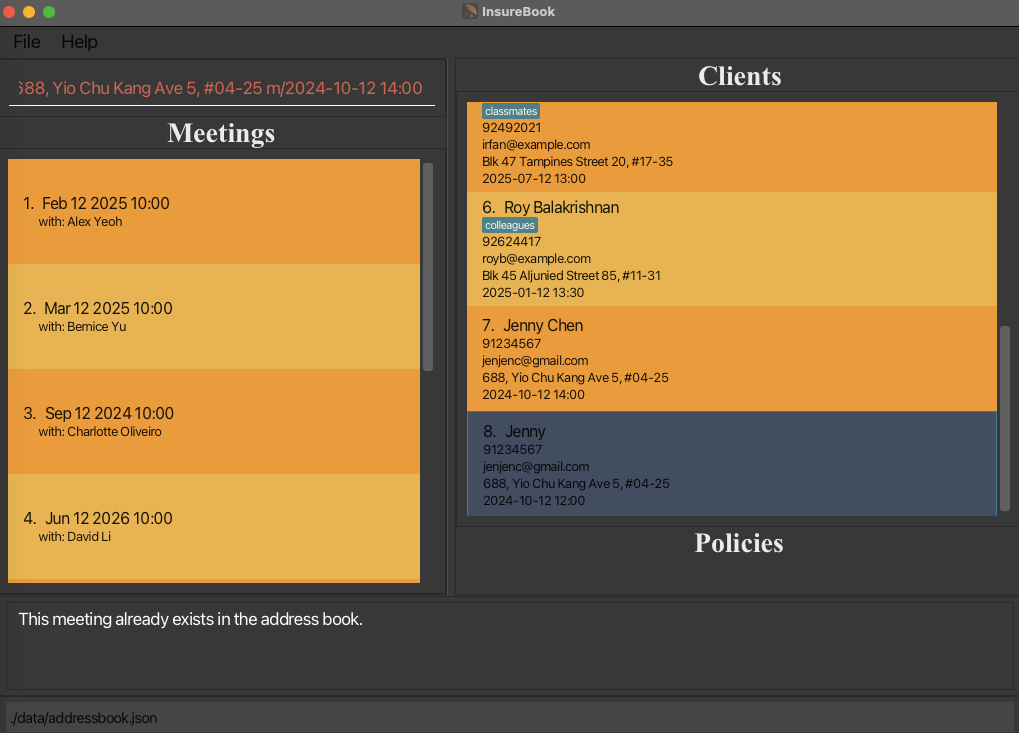 InsureBook
File Help
688, Yio Chu Kang Ave 5, #04-25 m/2024-10-12 14:00
Meetings
1. Feb 12 2025 10:00
with: Alex Yeoh
2. Mar 12 2025 10:00
with: Bernice Yu
3. Sep 12 2024 10:00
with: Charlotte Oliveiro
4. Jun 12 2026 10:00
with: David Li
Clients
classmates
92492021
irfan@example.com
Blk 47 Tampines Street 20, #17-35
2025-07-12 13:00
6. Roy Balakrishnan
colleagues
92624417
royb@example.com
Blk 45 Aljunied Street 85, #11-31
2025-01-12 13:30
7. Jenny Chen
91234567
jenjenc@gmail.com
688, Yio Chu Kang Ave 5, #04-25
2024-10-12 14:00
8. Jenny
91234567
jenjenc@gmail.com
688, Yio Chu Kang Ave 5, #04-25
2024-10-12 12:00
Policies
This meeting already exists in the address book.
./data/addressbook.json